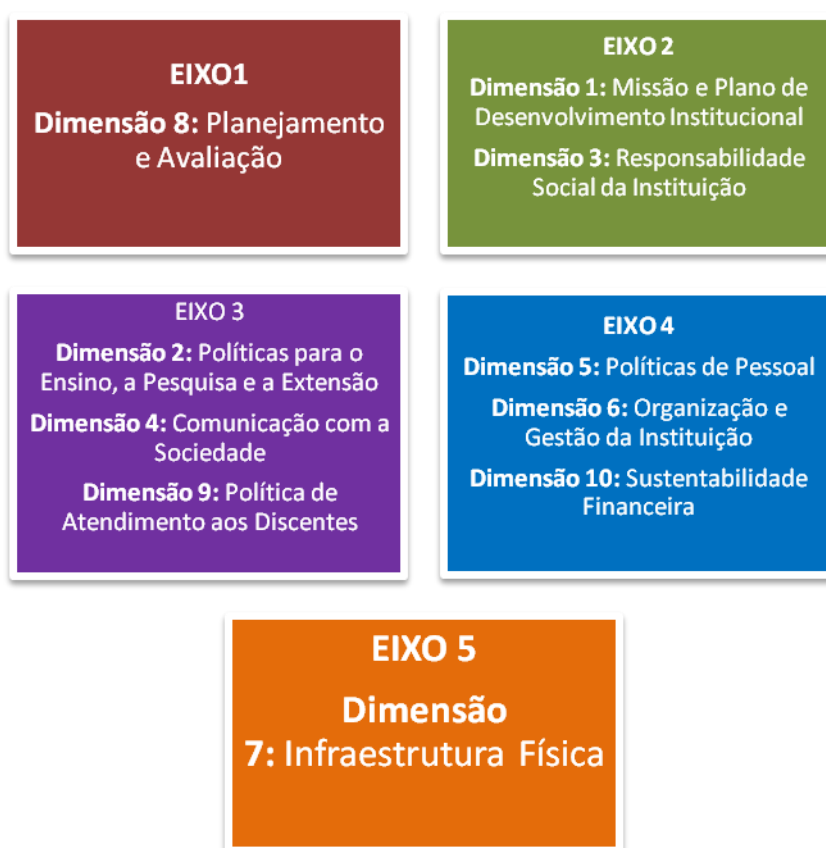 EIXO1
Dimensão 8: Planejamento
e Avaliação
EIXO 2
Dimensão 1: Missão e Plano de
Desenvolvimento Institucional
Dimensão 3: Responsabilidade
Social da Instituição
EIXO 3
Dimensão 2: Políticas para o
Ensino, a Pesquisa e a Extensão
Dimensão 4: Comunicação com a
Sociedade
Dimensão 9: Política de
Atendimento aos Discentes
EIXO 4
Dimensão 5: Políticas de Pessoal
Dimensão 6: Organização e
Gestão da Instituição
Dimensão 10: Sustentabilidade
Financeira
EIXO 5
Dimensão
7: Infraestrutura Física